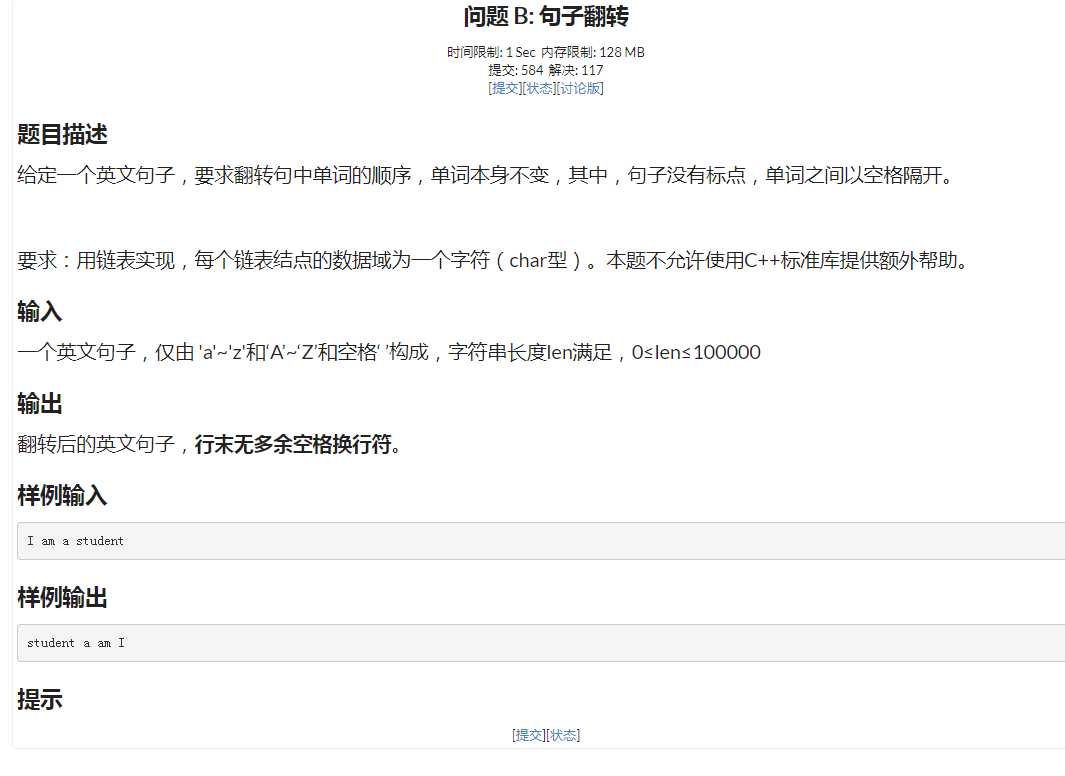 问题 B: 句子翻转
时间限制: 1 Sec 内存限制: 128 MB
提交: 584 解决: 117
[提交][状态][讨论版]
题目描述
给定一个英文句子，要求翻转句中单词的顺序，单词本身不变，其中，句子没有标点，单词之间以空格隔开。
要求：用链表实现，每个链表结点的数据域为一个字符（char型）。本题不允许使用C++标准库提供额外帮助。
输入
一个英文句子，仅由 'a'~'z'和‘A’~‘Z’和空格‘ ’构成，字符串长度len满足，0≤len≤100000
输出
翻转后的英文句子，行末无多余空格换行符。
样例输入
I am a student
样例输出
student a am I
提示
[提交][状态]